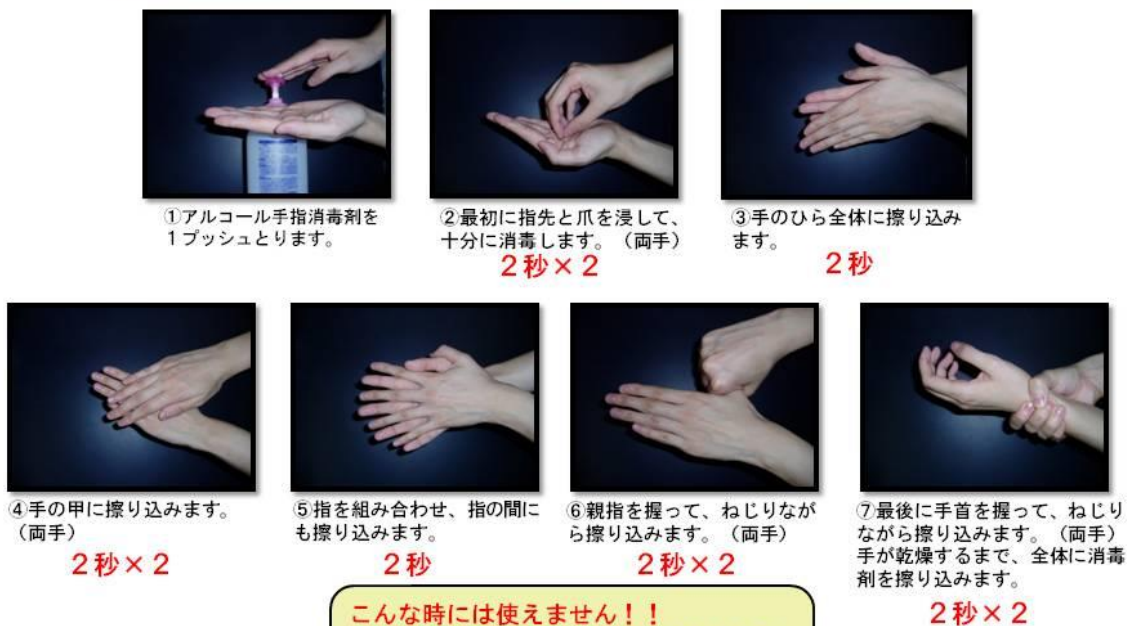 ①アルコール手指消毒剤を
１プッシュとります。
②最初に指先と爪を浸して、
十分に消毒します。（両手）
２秒×２
③手のひら全体に擦り込み
ます。
２秒
④手の甲に擦り込みます。
（両手）
２秒×２
⑤指を組み合わせ、指の間に
も擦り込みます。
２秒
⑥親指を握って、ねじりなが
ら擦り込みます。（両手）
２秒×２
⑦最後に手首を握って、ねじり
ながら擦り込みます。（両手）
手が乾燥するまで、全体に消毒
剤を擦り込みます。
２秒×２
こんな時には使えません！！